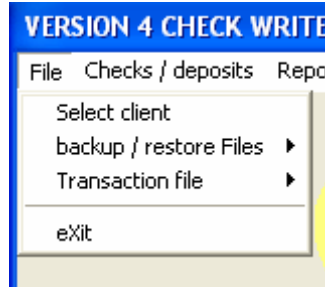 VERSION 4 CHECK WRITE
File Checks / deposits Repo
Select client
backup / restore Files
Transaction file
eXit